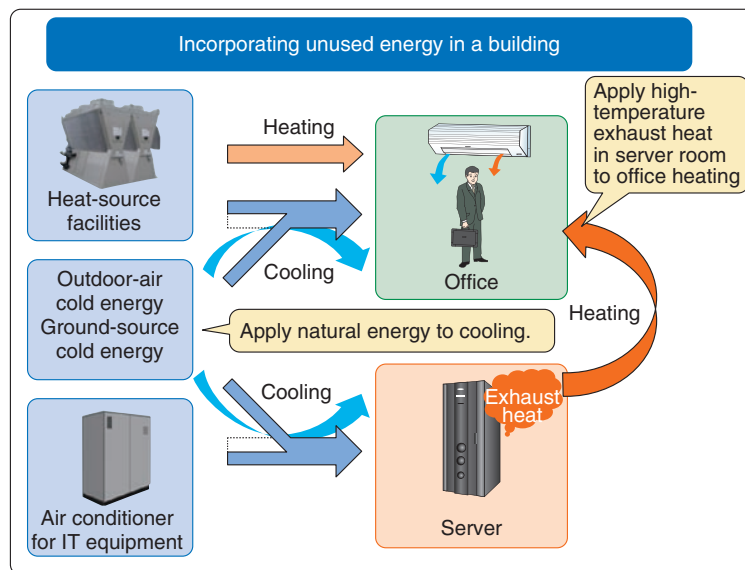 Incorporating unused energy in a building
Heat-source
facilities
Heating
Cooling
Office
Apply high-
temperature
exhaust heat
in server room
to office heating
Outdoor-air
cold energy
Ground-source
cold energy
Apply natural energy to cooling.
Heating
Air conditioner
for IT equipment
Cooling
Exhaust
heat
Server